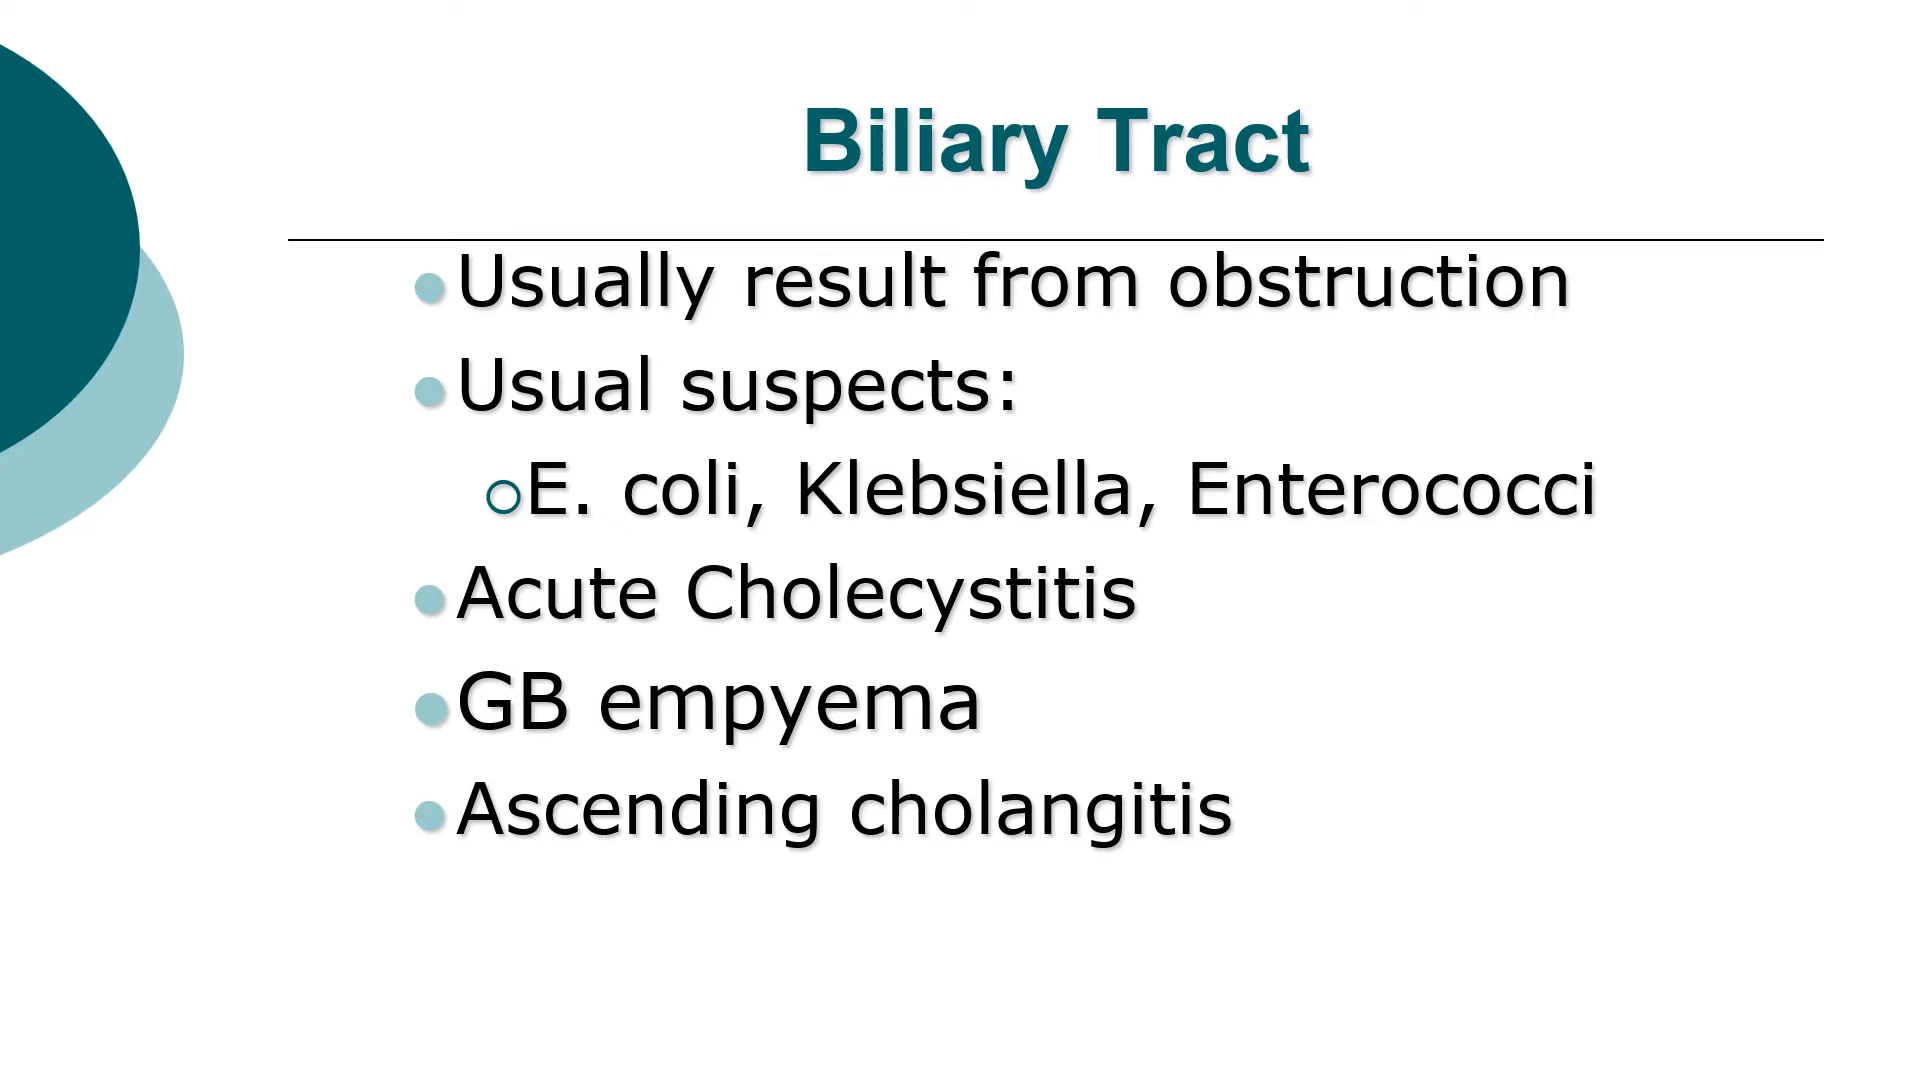 Biliary Tract
Usually result from obstruction
Usual suspects:
E. coli, Klebsiella, Enterococci
Acute Cholecystitis
GB empyema
Ascending cholangitis